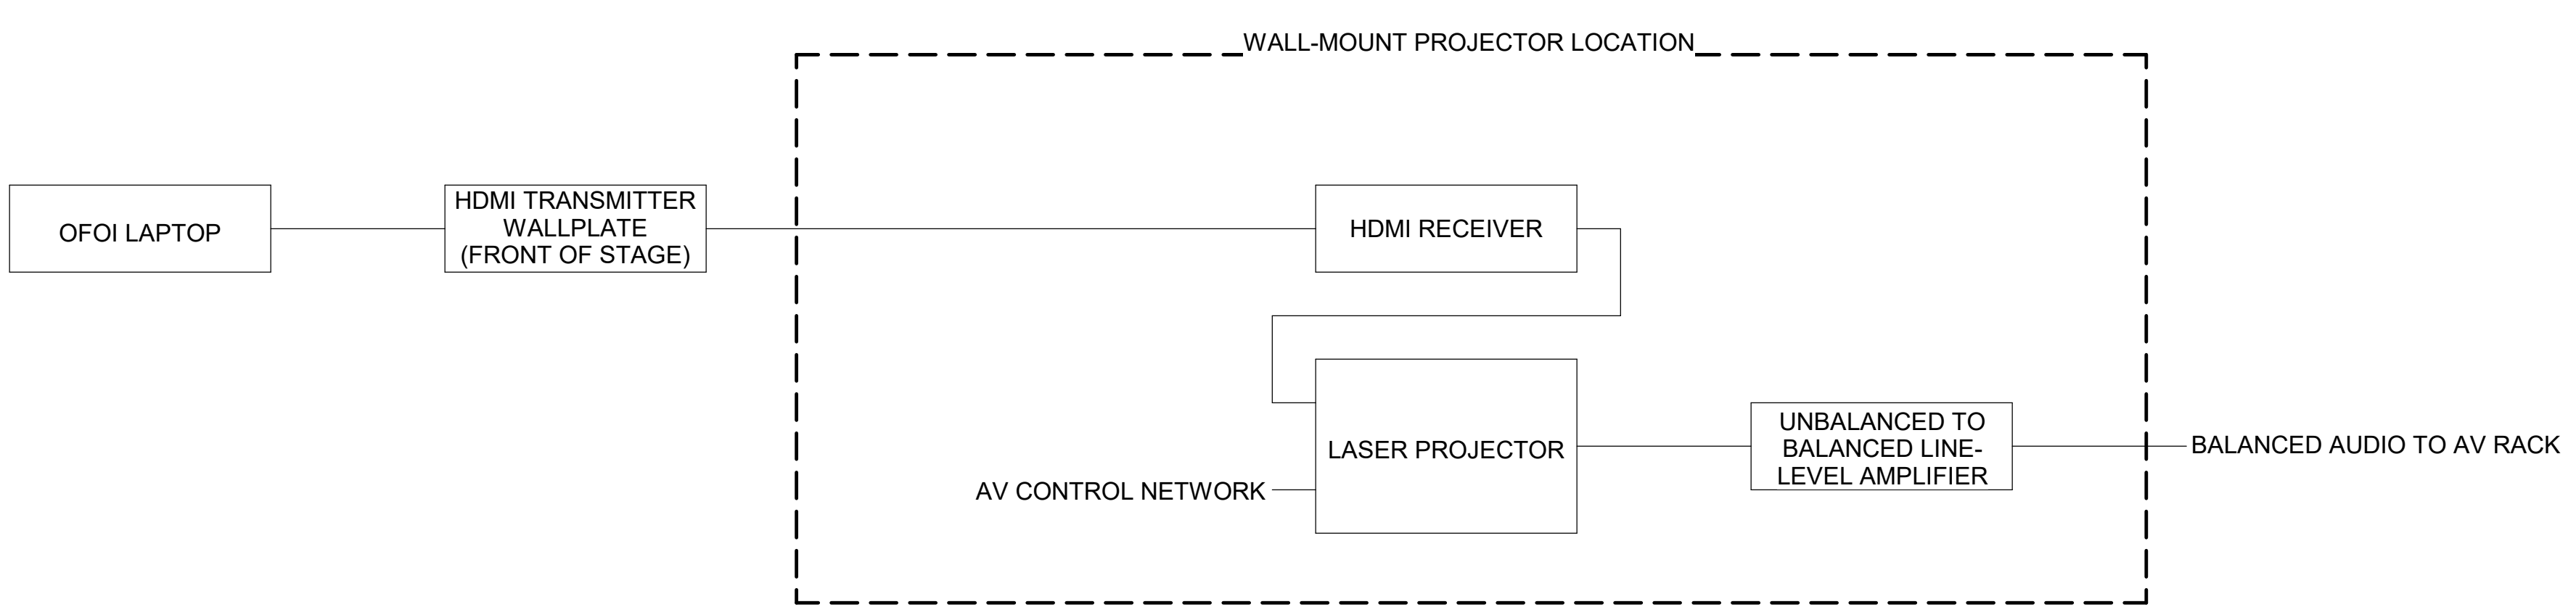 WALL-MOUNT PROJECTOR LOCATION
OFOI LAPTOP
HDMI TRANSMITTER
WALLPLATE
(FRONT OF STAGE)
HDMI RECEIVER
LASER PROJECTOR
AV CONTROL NETWORK
UNBALANCED TO
BALANCED LINE-
LEVEL AMPLIFIER
BALANCED AUDIO TO AV RACK